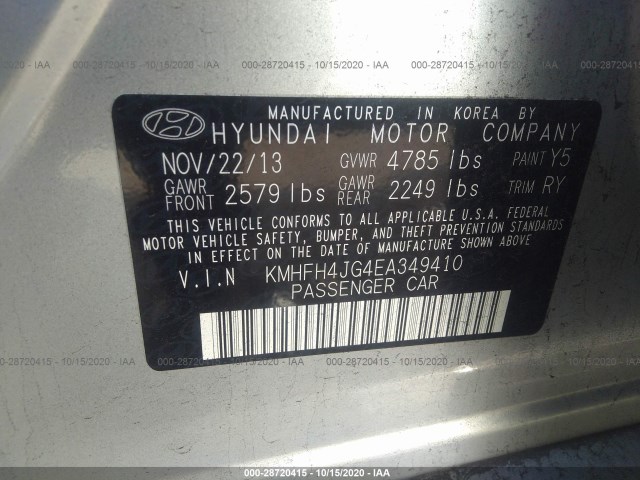 000-28720415 - 10/15/2020 - IAA
MANUFACTURED IN KOREA BY
HYUNDAI MOTOR COMPANY
NOV/22/13 GVWR 4785 lbs PAINT Y5
GAWR FRONT 2579 lbs GAWR REAR 2249 lbs TRIM RY
THIS VEHICLE CONFORMS TO ALL APPLICABLE U.S.A. FEDERAL
MOTOR VEHICLE SAFETY, BUMPER, AND THEFT PREVENTION STANDARDS
IN EFFECT ON THE DATE OF MANUFACTURE SHOWN ABOVE.
V.I.N KMHFH4JG4EA349410
PASSENGER CAR
000-28720415 - 10/15/2020 - IAA